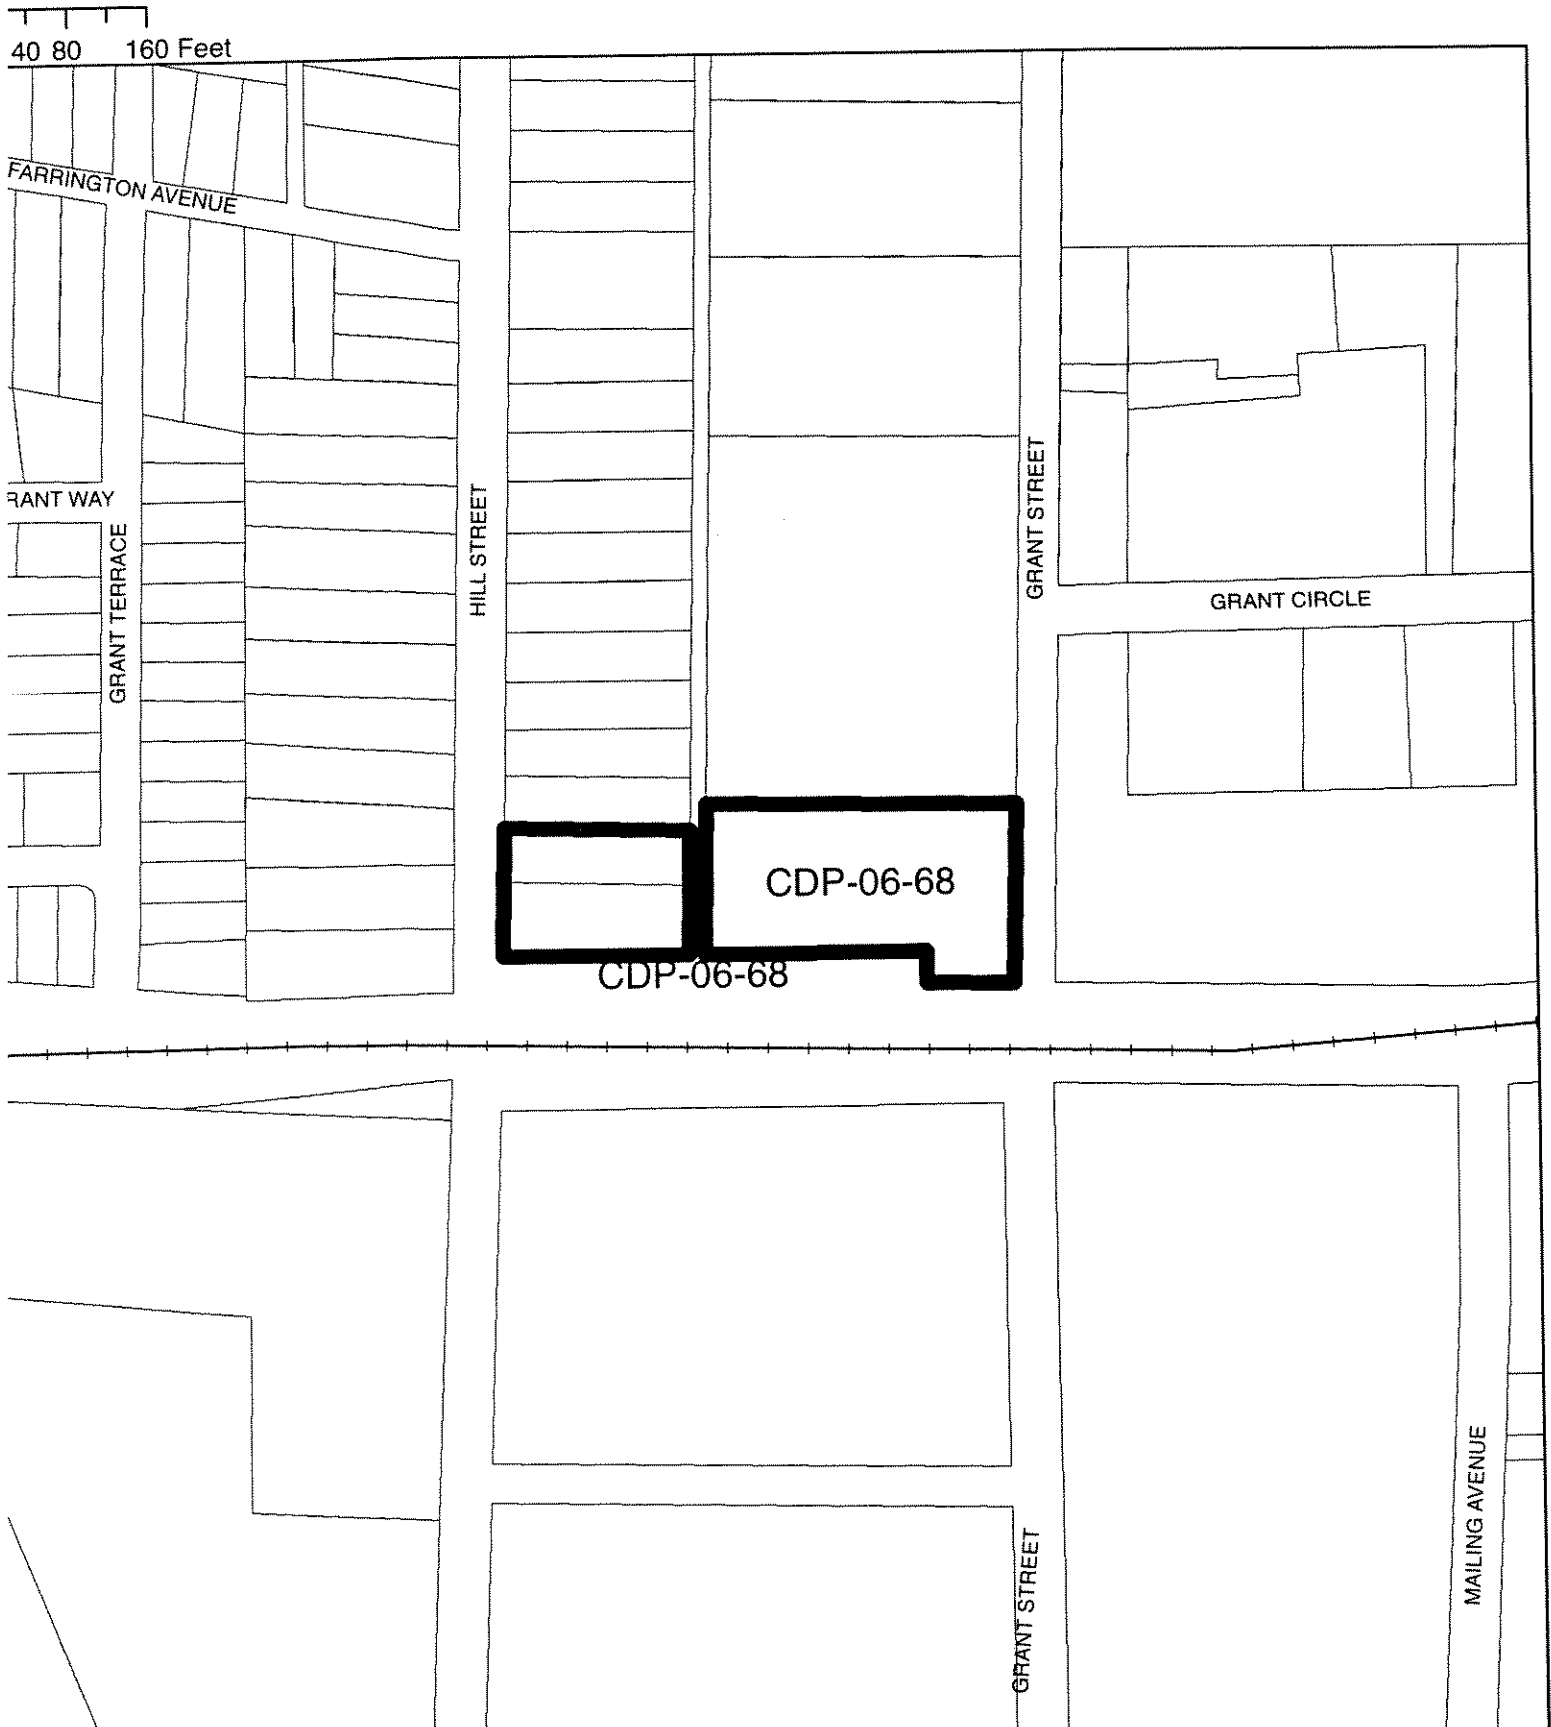 40 80 160 Feet
FARRINGTON AVENUE
RANT WAY
GRANT TERRACE
HILL STREET
GRANT STREET
GRANT CIRCLE
CDP-06-68
CDP-06-68
MAILING AVENUE
GRANT STREET